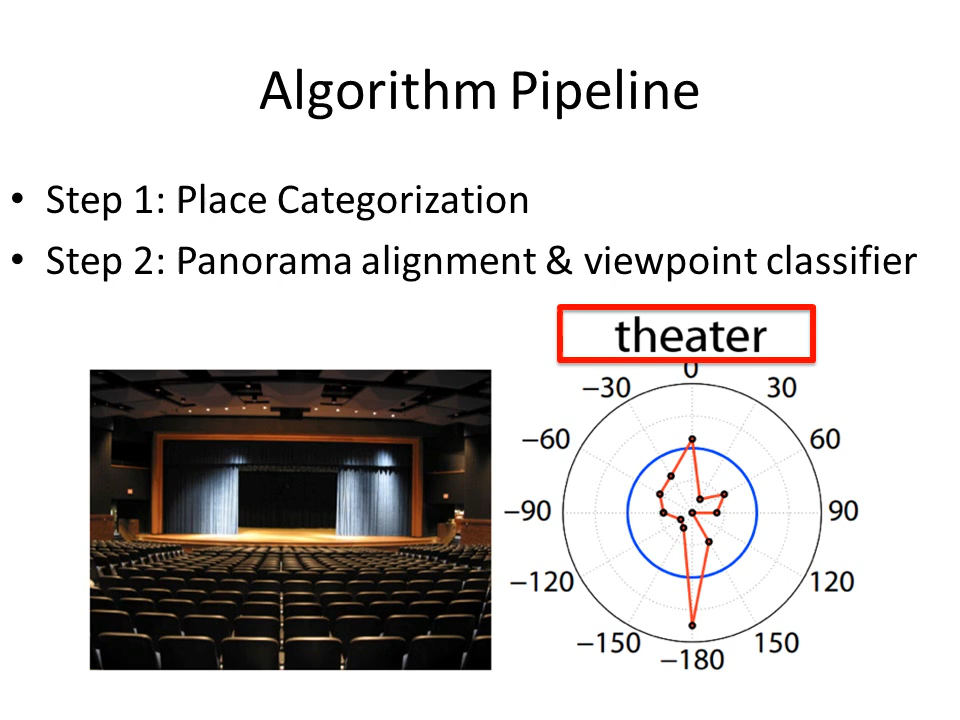 Algorithm Pipeline
• Step 1: Place Categorization
• Step 2: Panorama alignment & viewpoint classifier
theater
0
−30 30
−60 60
−90 90
−120 120
−150 150
−180